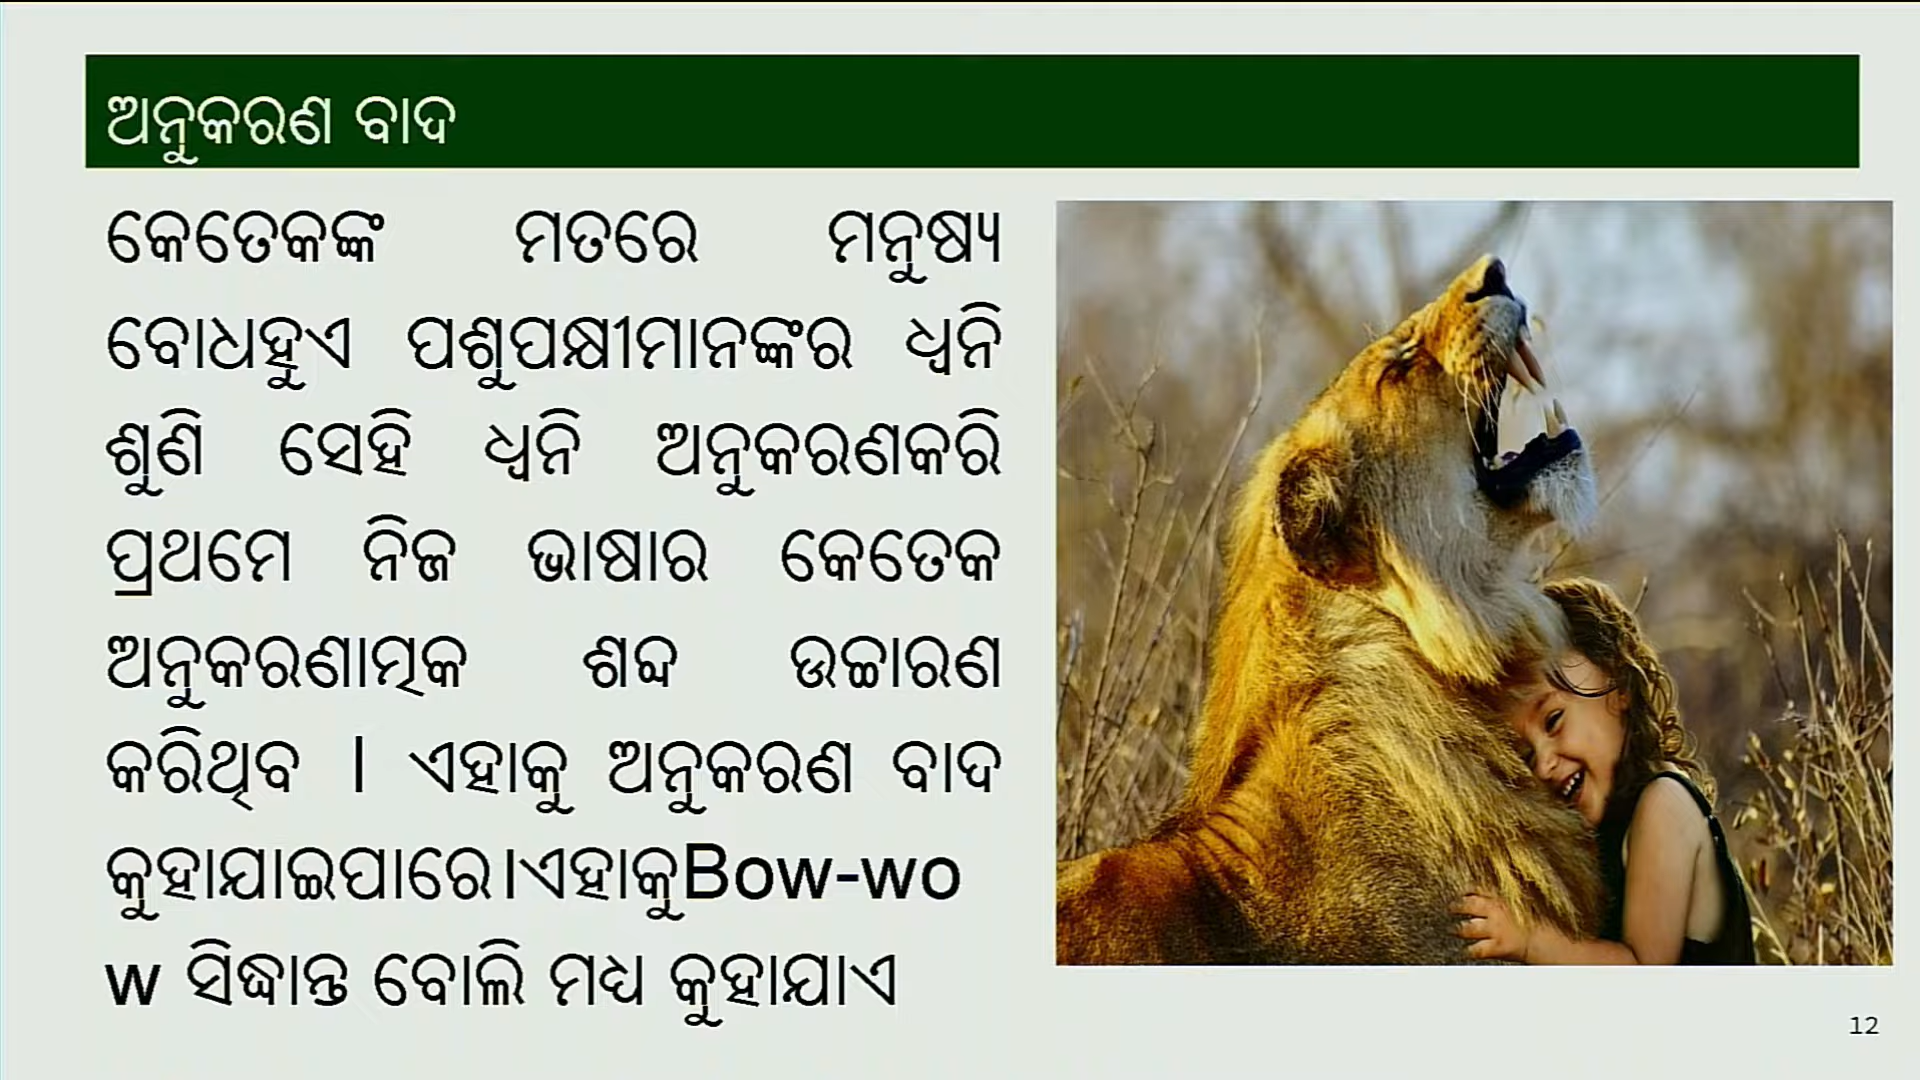 ଅନୁକରଣ ବାଦ
କେତେକଙ୍କ ମତରେ ମନୁଷ୍ୟ
ବୋଧହୁଏ ପଶୁପକ୍ଷୀମାନଙ୍କର ଧ୍ୱନି
ଶୁଣି ସେହି ଧ୍ୱନି ଅନୁକରଣକରି
ପ୍ରଥମେ ନିଜ ଭାଷାର କେତେକ
ଅନୁକରଣାତ୍ମକ ଶବ୍ଦ ଉଚ୍ଚାରଣ
କରିଥିବ । ଏହାକୁ ଅନୁକରଣ ବାଦ
କୁହାଯାଇପାରେ।ଏହାକୁBow-wo
w ସିଦ୍ଧାନ୍ତ ବୋଲି ମଧ୍ୟ କୁହାଯାଏ
12